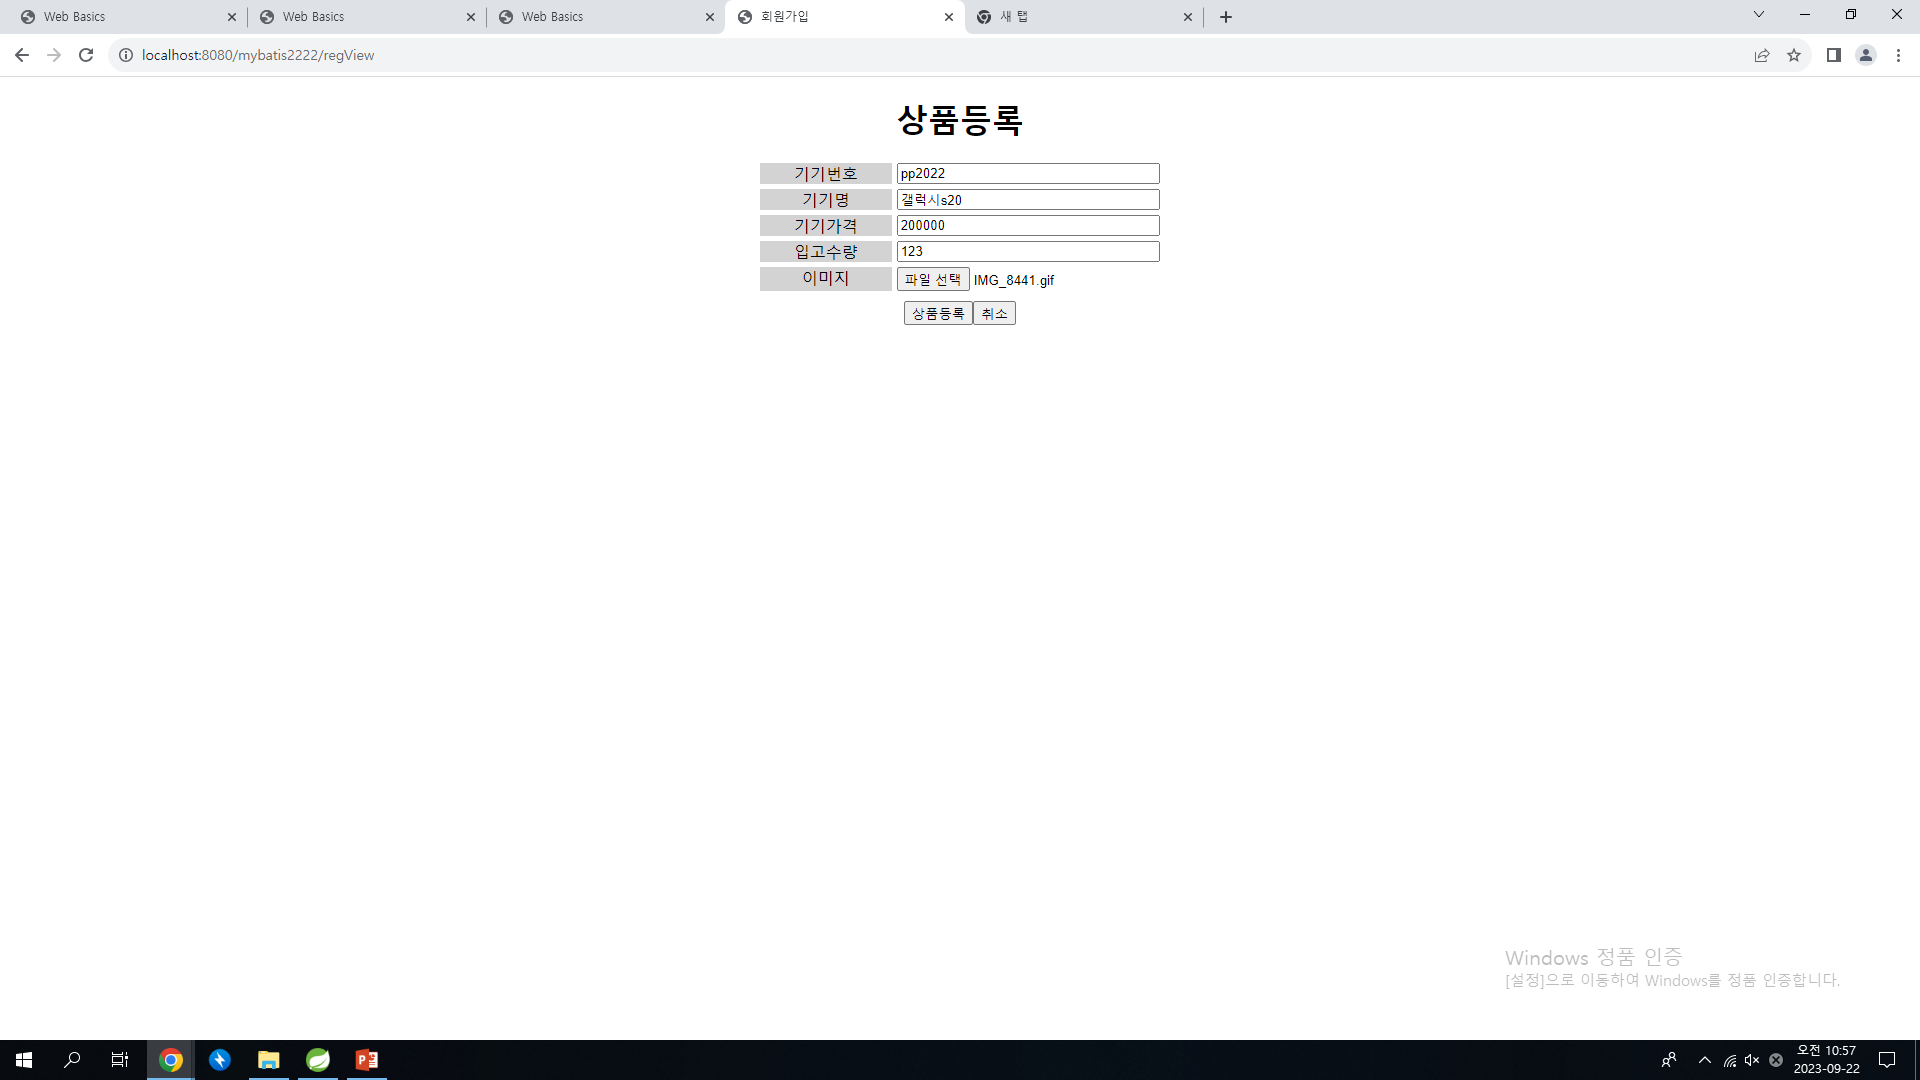 Web Basics
Web Basics
Web Basics
회원가입
새 탭
localhost:8080/mybatis2222/regView
상품등록
기기번호 pp2022
기기명 갤럭시s20
기기가격 200000
입고수량 123
이미지 파일 선택 IMG_8441.gif
상품등록 취소
Windows 정품 인증
[설정]으로 이동하여 Windows를 정품 인증합니다.
오전 10:57
2023-09-22